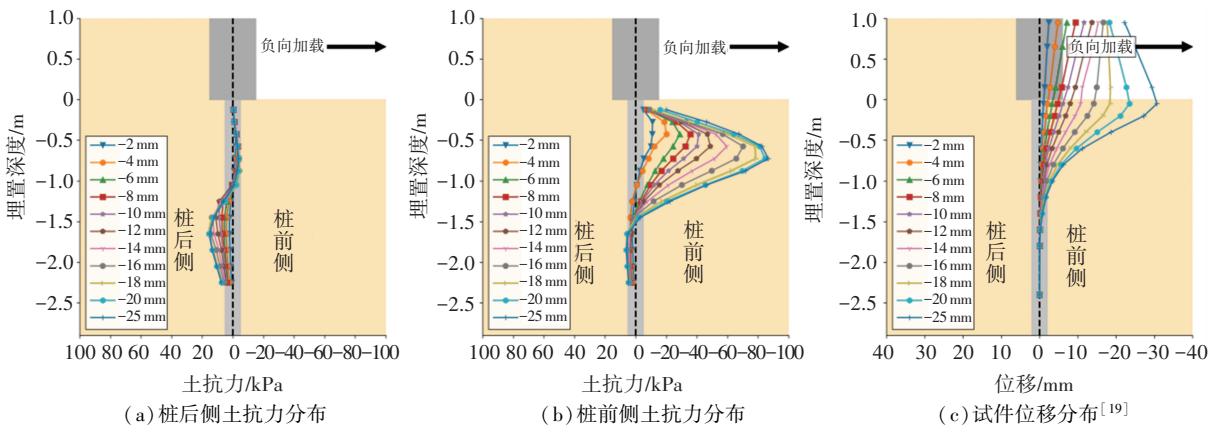 1.0
0.5
0
−0.5
−1.0
−1.5
−2.0
−2.5
埋置深度/m
负向加载
−2 mm
−4 mm
−6 mm
−8 mm
−10 mm
−12 mm
−14 mm
−16 mm
−18 mm
−20 mm
−25 mm
桩后侧
桩前侧
100 80 60 40 20 0 −20 −40 −60 −80 −100
土抗力/kPa
(a)桩后侧土抗力分布
1.0
0.5
0
−0.5
−1.0
−1.5
−2.0
−2.5
埋置深度/m
负向加载
−2 mm
−4 mm
−6 mm
−8 mm
−10 mm
−12 mm
−14 mm
−16 mm
−18 mm
−20 mm
−25 mm
桩后侧
桩前侧
100 80 60 40 20 0 −20 −40 −60 −80 −100
土抗力/kPa
(b)桩前侧土抗力分布
1.0
0.5
0
−0.5
−1.0
−1.5
−2.0
−2.5
埋置深度/m
负向加载
−2 mm
−4 mm
−6 mm
−8 mm
−10 mm
−12 mm
−14 mm
−16 mm
−18 mm
−20 mm
−25 mm
桩后侧
桩前侧
40 30 20 10 0 −10 −20 −30 −40
位移/mm
(c)试件位移分布[19]